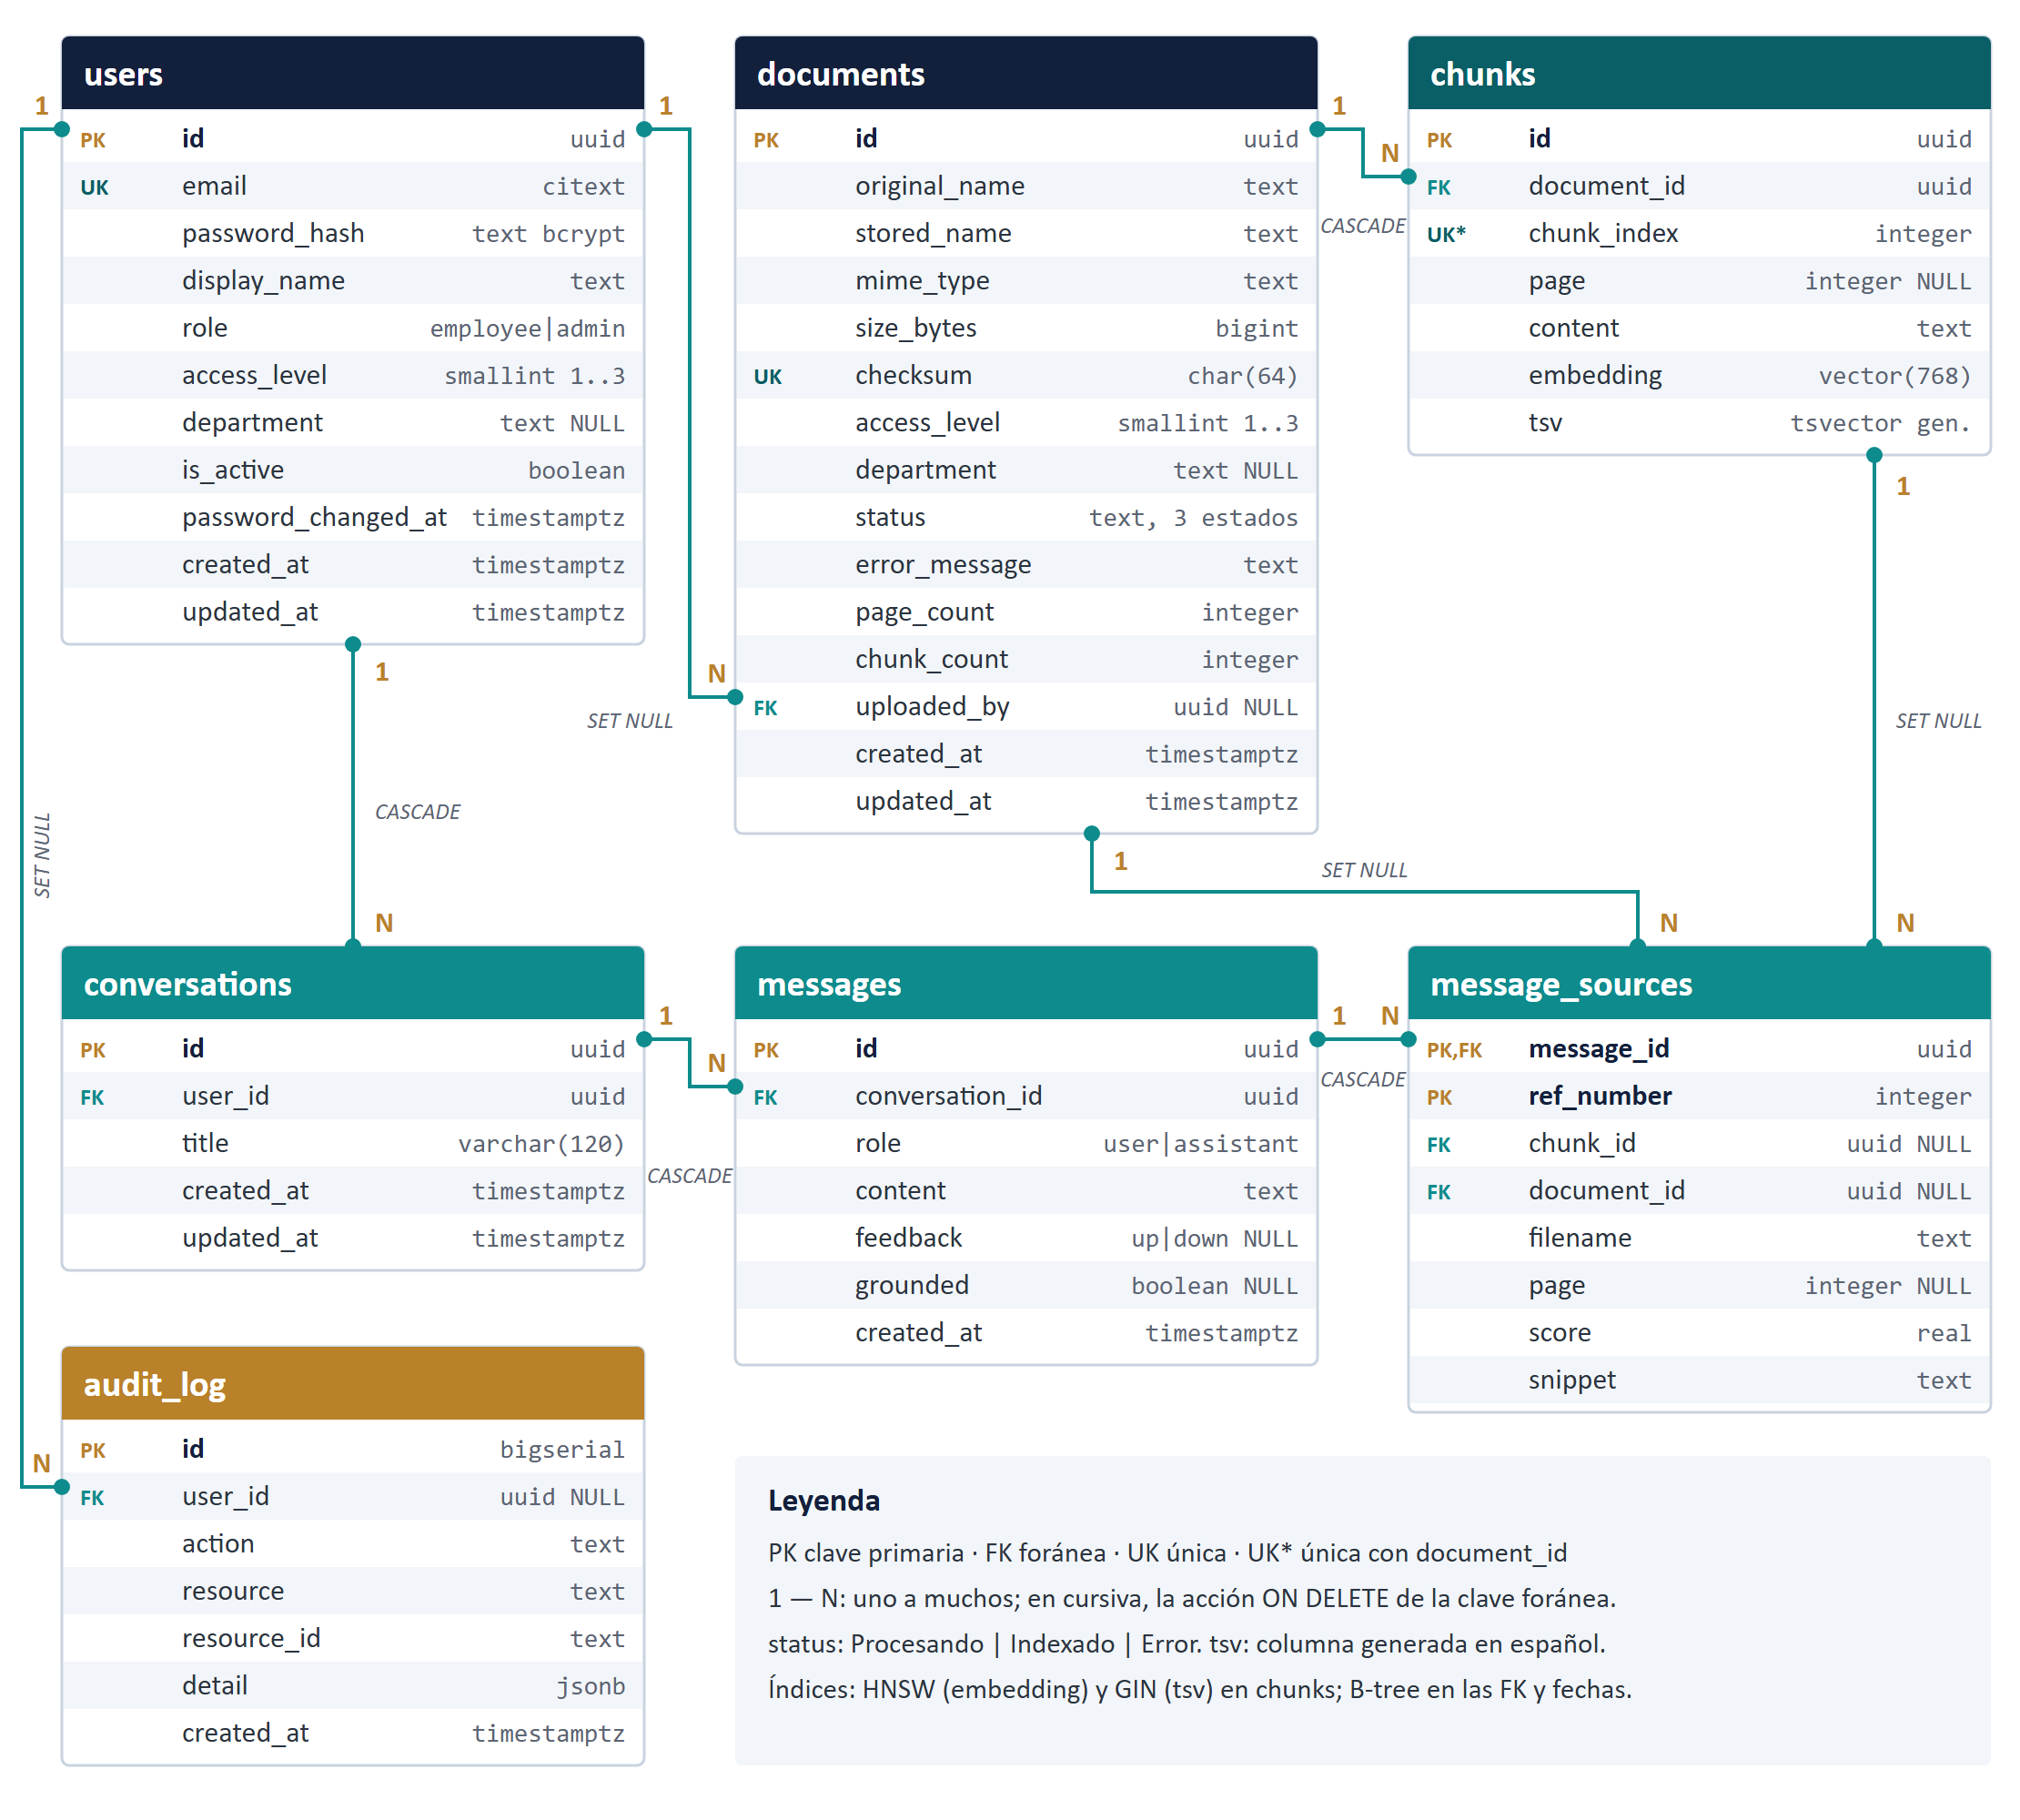 users
1
PK id uuid
UK email citext
password_hash text bcrypt
display_name text
role employee|admin
access_level smallint 1..3
department text NULL
is_active boolean
password_changed_at timestamptz
created_at timestamptz
updated_at timestamptz
1
SET NULL
N
documents
PK id uuid
original_name text
stored_name text
mime_type text
size_bytes bigint
UK checksum char(64)
access_level smallint 1..3
department text NULL
status text, 3 estados
error_message text
page_count integer
chunk_count integer
FK uploaded_by uuid NULL
created_at timestamptz
updated_at timestamptz
1
N
CASCADE
chunks
PK id uuid
FK document_id uuid
UK* chunk_index integer
page integer NULL
content text
embedding vector(768)
tsv tsvector gen.
1
SET NULL
N
1
CASCADE
N
1
SET NULL
N
SET NULL
conversations
PK id uuid
FK user_id uuid
title varchar(120)
created_at timestamptz
updated_at timestamptz
1
N
CASCADE
messages
PK id uuid
FK conversation_id uuid
role user|assistant
content text
feedback up|down NULL
grounded boolean NULL
created_at timestamptz
1 N
CASCADE
message_sources
PK,FK message_id uuid
PK ref_number integer
FK chunk_id uuid NULL
FK document_id uuid NULL
filename text
page integer NULL
score real
snippet text
N
audit_log
PK id bigserial
FK user_id uuid NULL
action text
resource text
resource_id text
detail jsonb
created_at timestamptz
Leyenda
PK clave primaria · FK foránea · UK única · UK* única con document_id
1 — N: uno a muchos; en cursiva, la acción ON DELETE de la clave foránea.
status: Procesando | Indexado | Error. tsv: columna generada en español.
Índices: HNSW (embedding) y GIN (tsv) en chunks; B-tree en las FK y fechas.